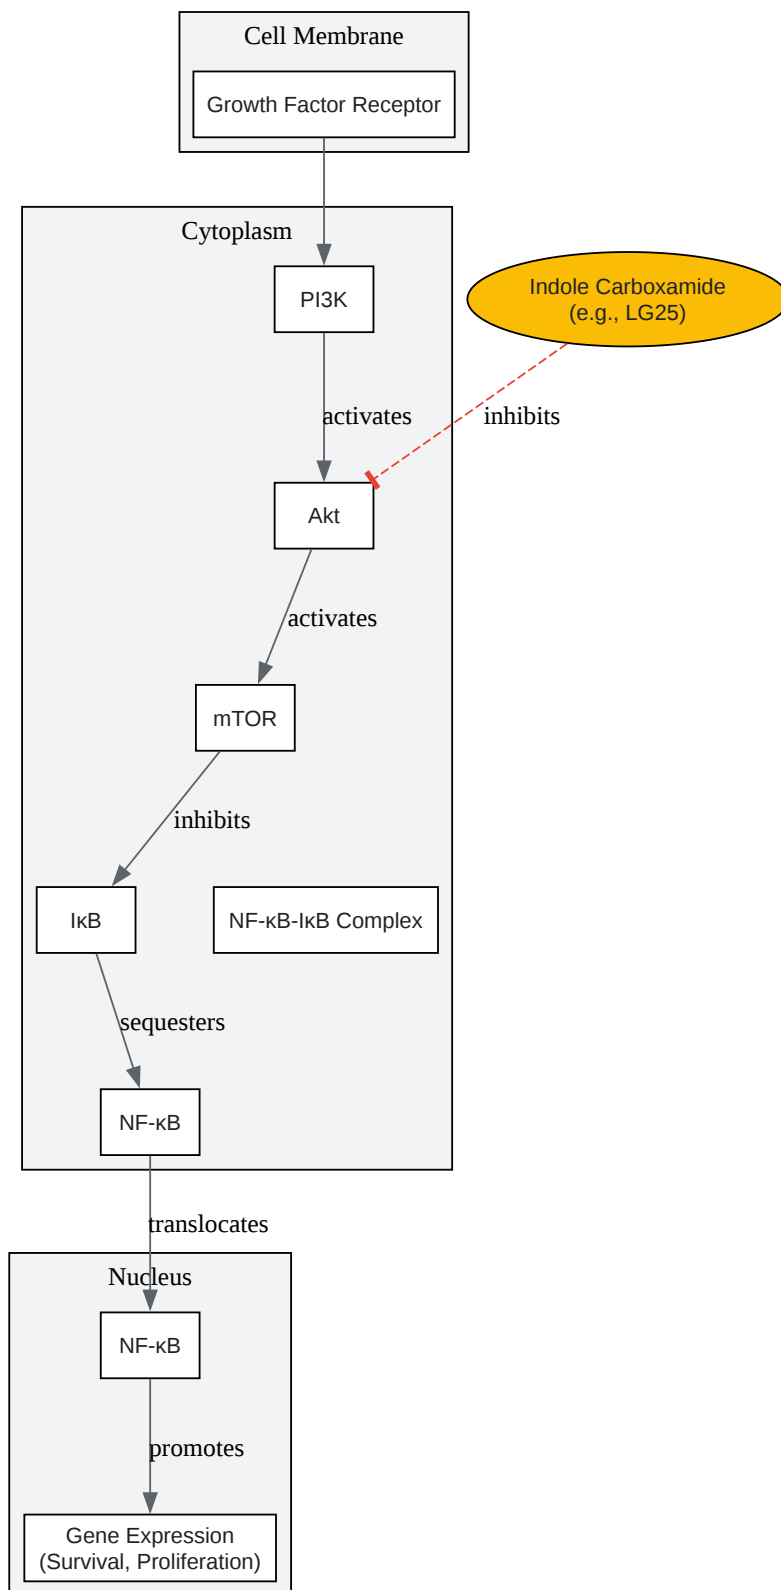 Cell Membrane
Growth Factor Receptor
Cytoplasm
PI3K
Indole Carboxamide
(e.g., LG25)
activates
inhibits
Akt
activates
mTOR
inhibits
IκB
NF-κB-IκB Complex
sequesters
NF-κB
translocates
Nucleus
NF-κB
promotes
Gene Expression
(Survival, Proliferation)